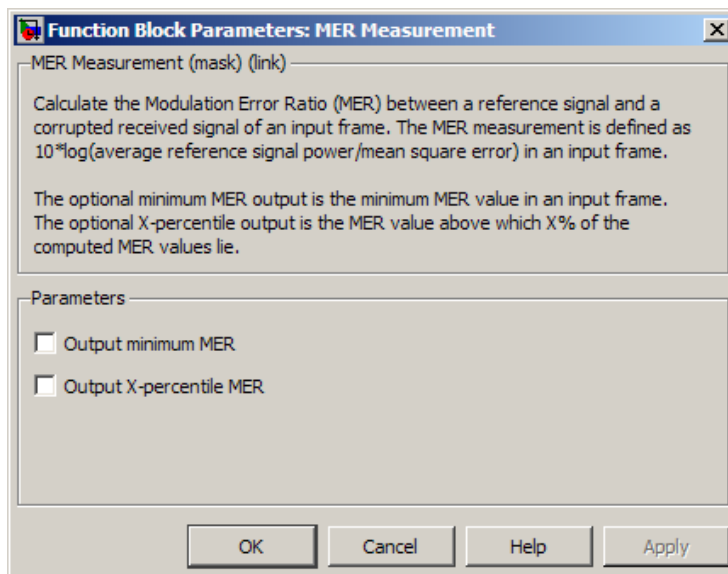 Function Block Parameters: MER Measurement
MER Measurement (mask) (link)
Calculate the Modulation Error Ratio (MER) between a reference signal and a
corrupted received signal of an input frame. The MER measurement is defined as
10*log(average reference signal power/mean square error) in an input frame.
The optional minimum MER output is the minimum MER value in an input frame.
The optional X-percentile output is the MER value above which X% of the
computed MER values lie.
Parameters
Output minimum MER
Output X-percentile MER
OK Cancel Help Apply